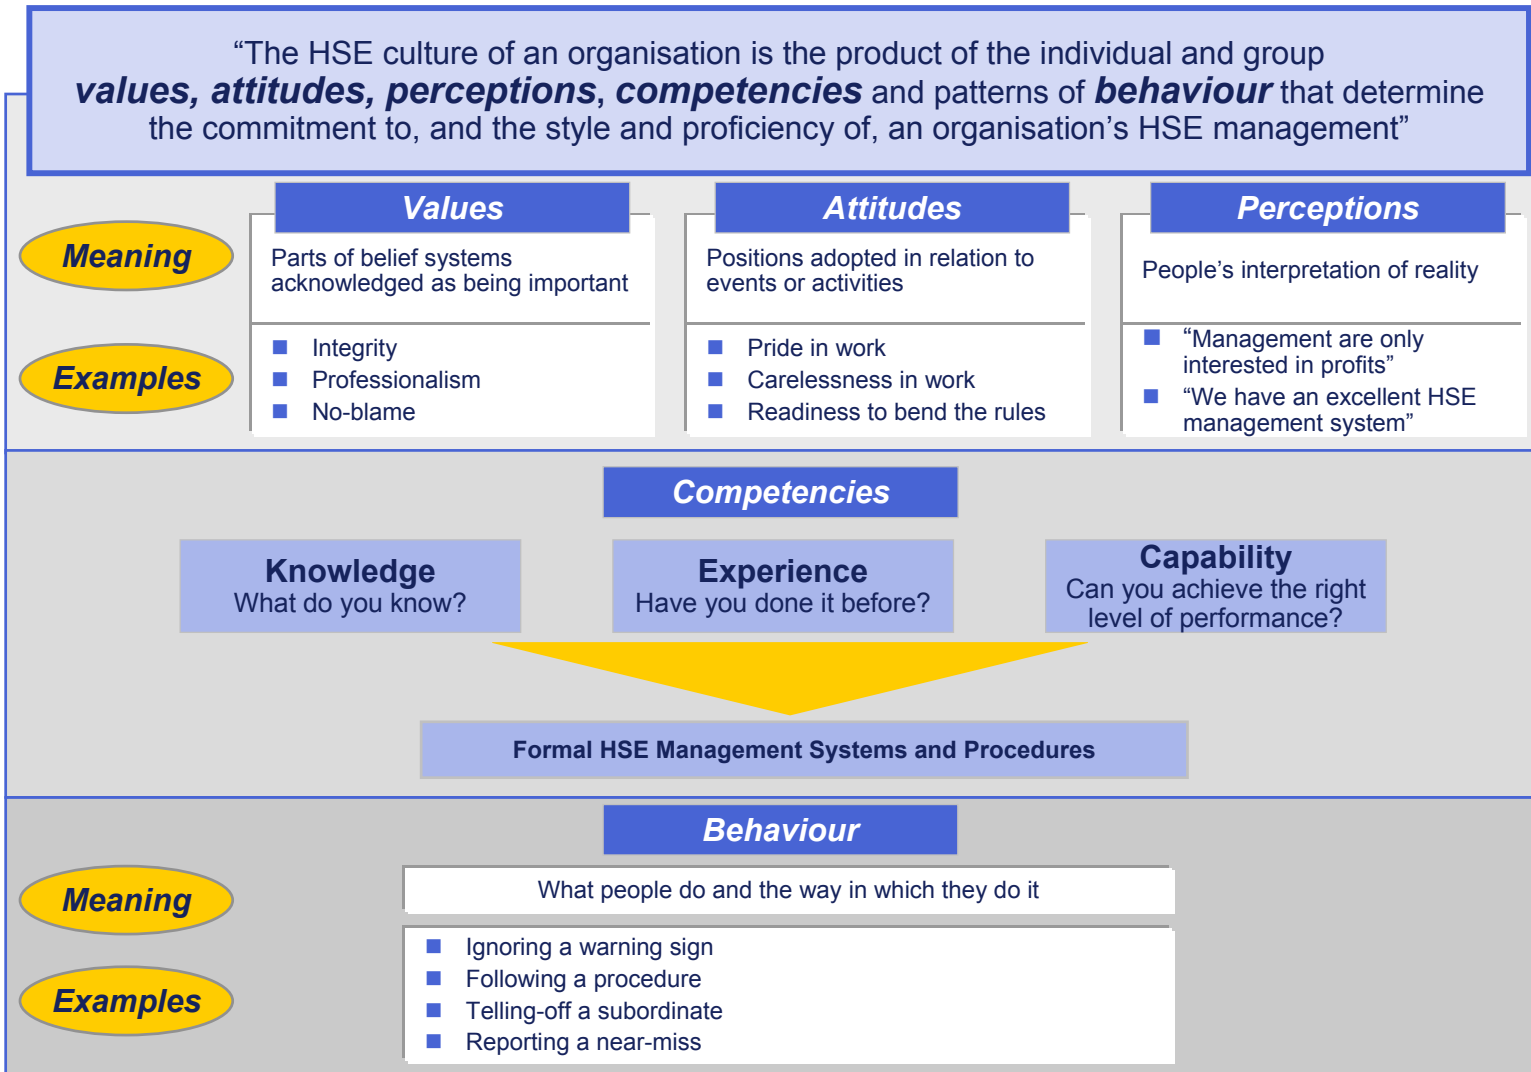 “The HSE culture of an organisation is the product of the individual and group
values, attitudes, perceptions, competencies and patterns of behaviour that determine
the commitment to, and the style and proficiency of, an organisation’s HSE management”
Values
Attitudes
Perceptions
Meaning
Parts of belief systems
acknowledged as being important
Positions adopted in relation to
events or activities
People’s interpretation of reality
Examples
Integrity
Professionalism
No-blame
Pride in work
Carelessness in work
Readiness to bend the rules
“Management are only
interested in profits”
“We have an excellent HSE
management system”
Competencies
Knowledge
What do you know?
Experience
Have you done it before?
Capability
Can you achieve the right
level of performance?
Formal HSE Management Systems and Procedures
Behaviour
Meaning
What people do and the way in which they do it
Examples
Ignoring a warning sign
Following a procedure
Telling-off a subordinate
Reporting a near-miss